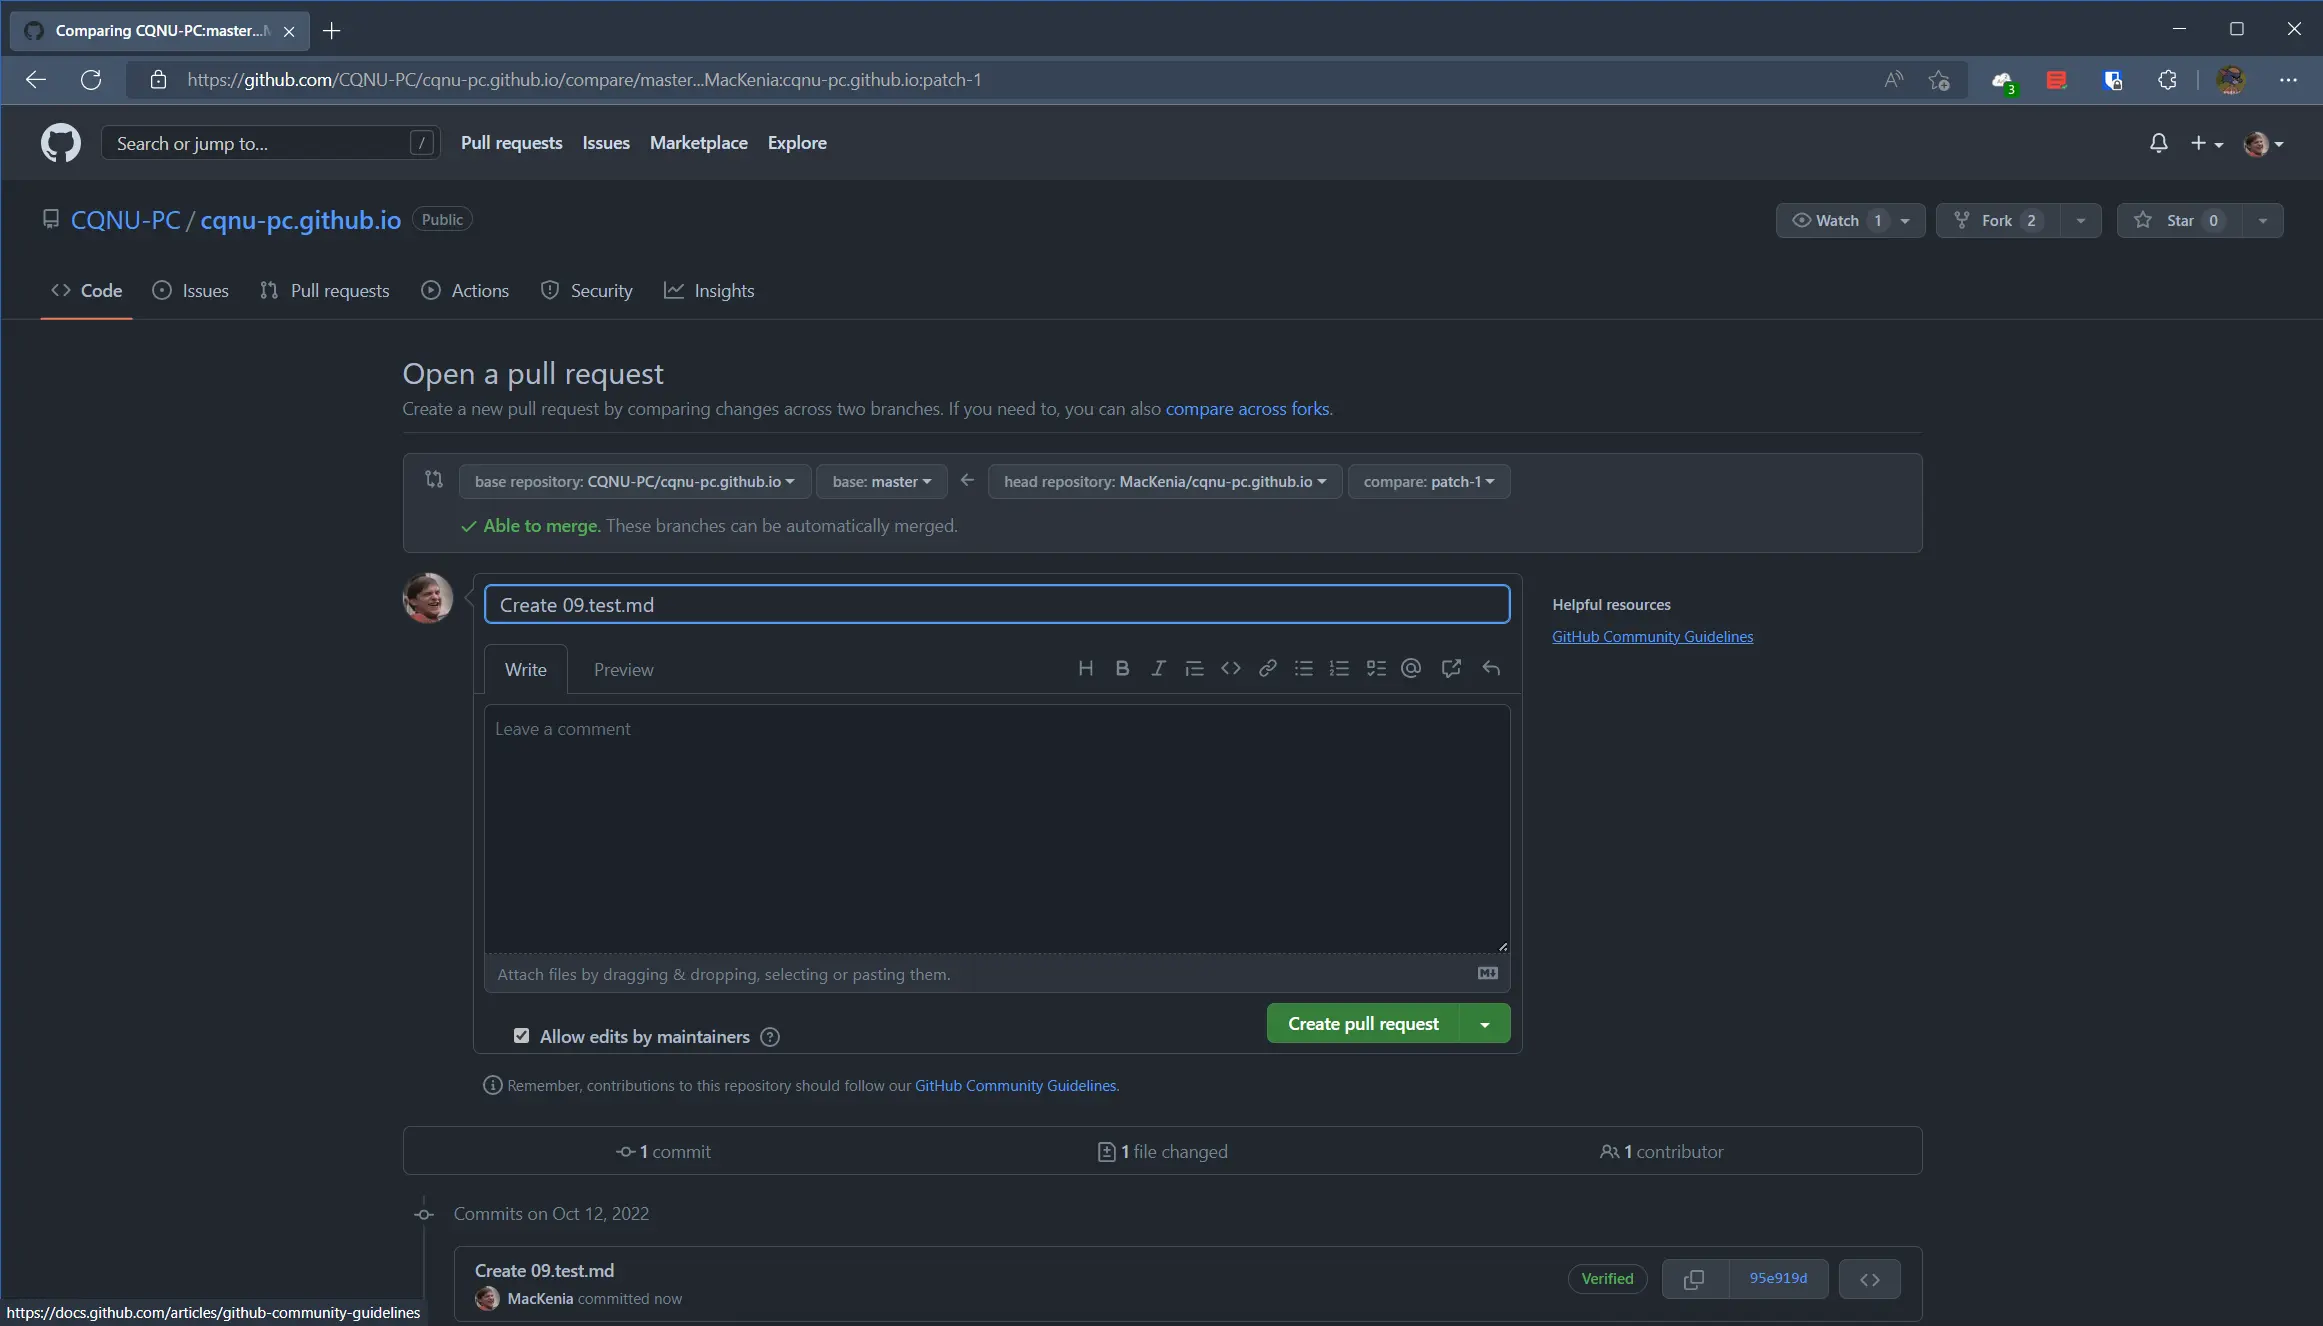 Comparing CQNU-PC:master...M
https://github.com/CQNU-PC/cqnu-pc.github.io/compare/master...MacKenia:cqnu-pc.github.io:patch-1
3
Search or jump to... /
Pull requests Issues Marketplace Explore
CQNU-PC / cqnu-pc.github.io Public
Watch 1 Fork 2 Star 0
Code Issues Pull requests Actions Security Insights
Open a pull request
Create a new pull request by comparing changes across two branches. If you need to, you can also compare across forks.
base repository: CQNU-PC/cqnu-pc.github.io base: master head repository: MacKenia/cqnu-pc.github.io compare: patch-1
Able to merge. These branches can be automatically merged.
Create 09.test.md
Helpful resources
GitHub Community Guidelines
Write Preview
Leave a comment
Attach files by dragging & dropping, selecting or pasting them.
Allow edits by maintainers
Create pull request
Remember, contributions to this repository should follow our GitHub Community Guidelines.
1 commit 1 file changed 1 contributor
Commits on Oct 12, 2022
Create 09.test.md
MacKenia committed now
Verified 95e919d
https://docs.github.com/articles/github-community-guidelines